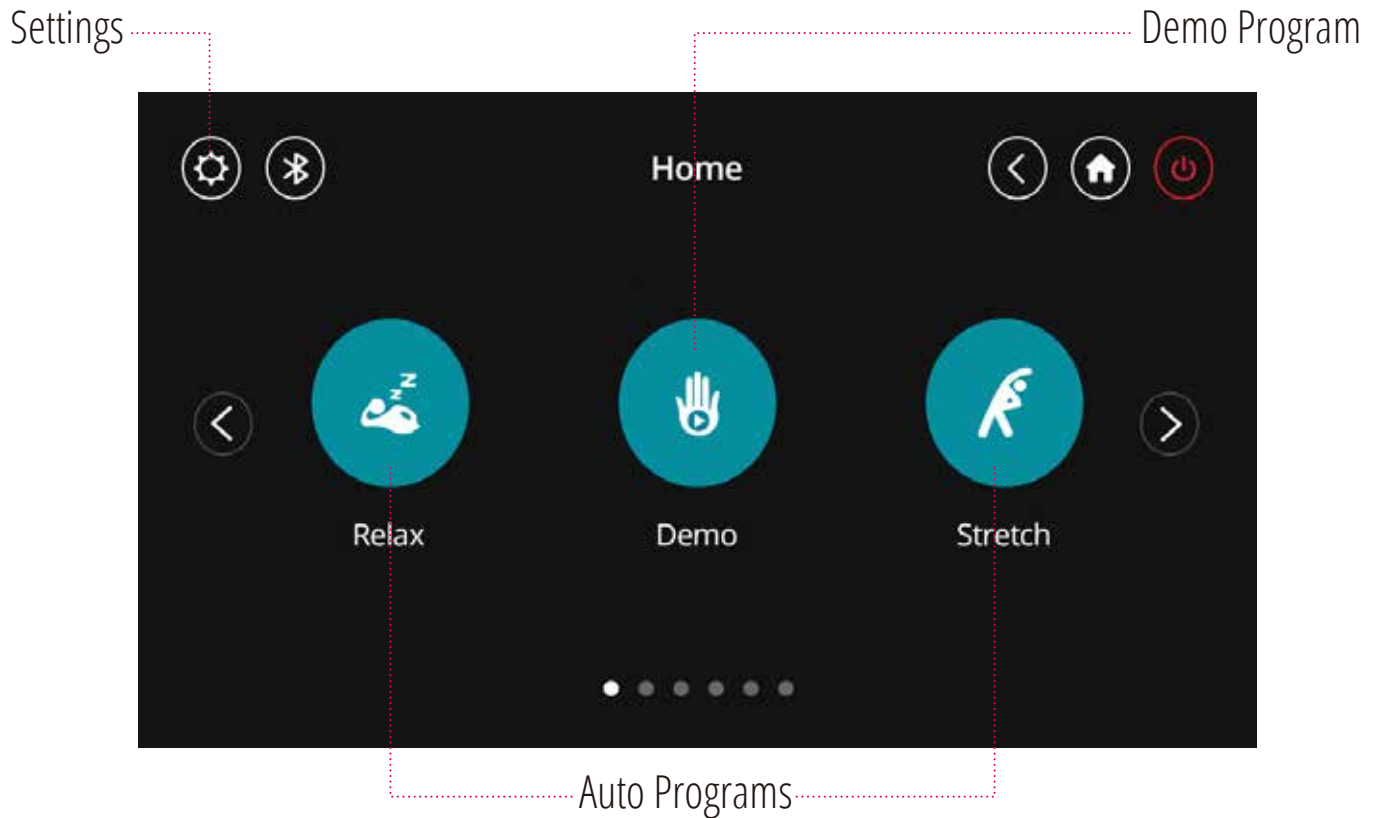 Settings
Demo Program
Home
Relax
Demo
Stretch
Auto Programs